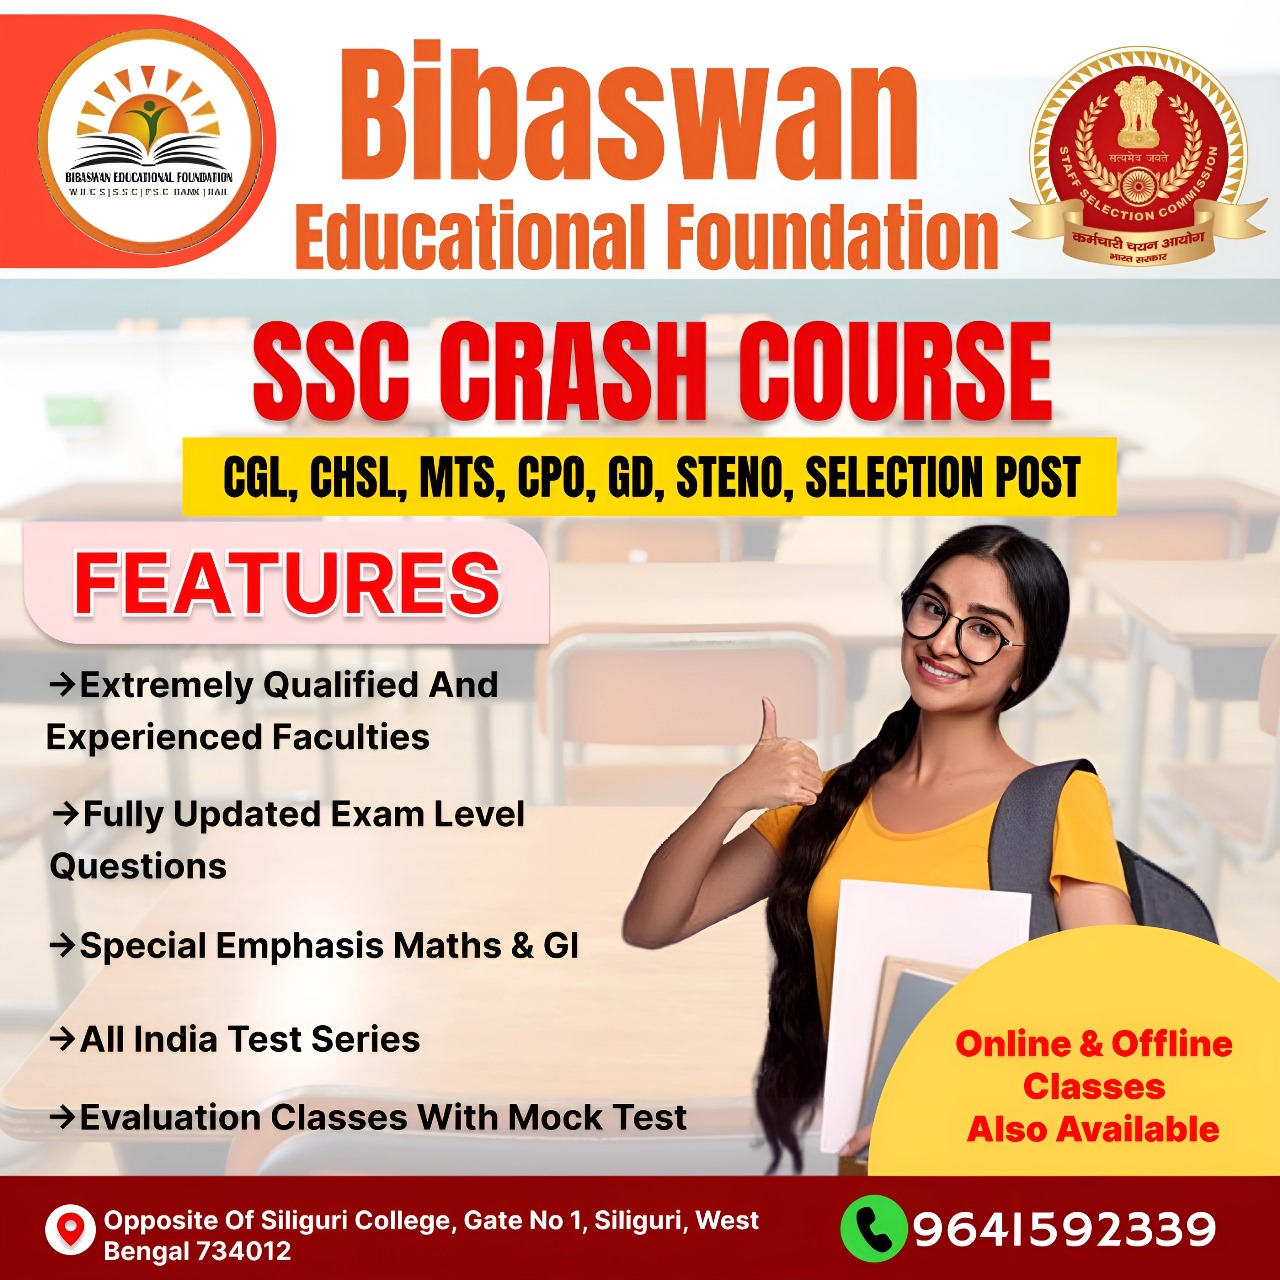 BIBASWAN EDUCATIONAL FOUNDATION
W.B.C.S | S.S.C | P.S.C BANK | RAIL
Bibaswan
Educational Foundation
सत्यमेव जयते
STAFF SELECTION COMMISSION
कर्मचारी चयन आयोग
भारत सरकार
SSC CRASH COURSE
CGL, CHSL, MTS, CPO, GD, STENO, SELECTION POST
FEATURES
→Extremely Qualified And
Experienced Faculties
→Fully Updated Exam Level
Questions
→Special Emphasis Maths & GI
→All India Test Series
→Evaluation Classes With Mock Test
Online & Offline
Classes
Also Available
Opposite Of Siliguri College, Gate No 1, Siliguri, West
Bengal 734012
9641592339